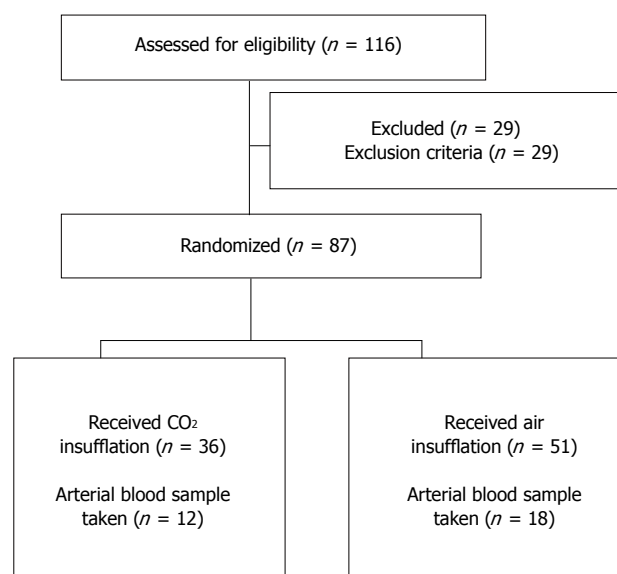 Assessed for eligibility (n = 116)
Excluded (n = 29)
Exclusion criteria (n = 29)
Randomized (n = 87)
Received CO2
insufflation (n = 36)
Arterial blood sample
taken (n = 12)
Received air
insufflation (n = 51)
Arterial blood sample
taken (n = 18)